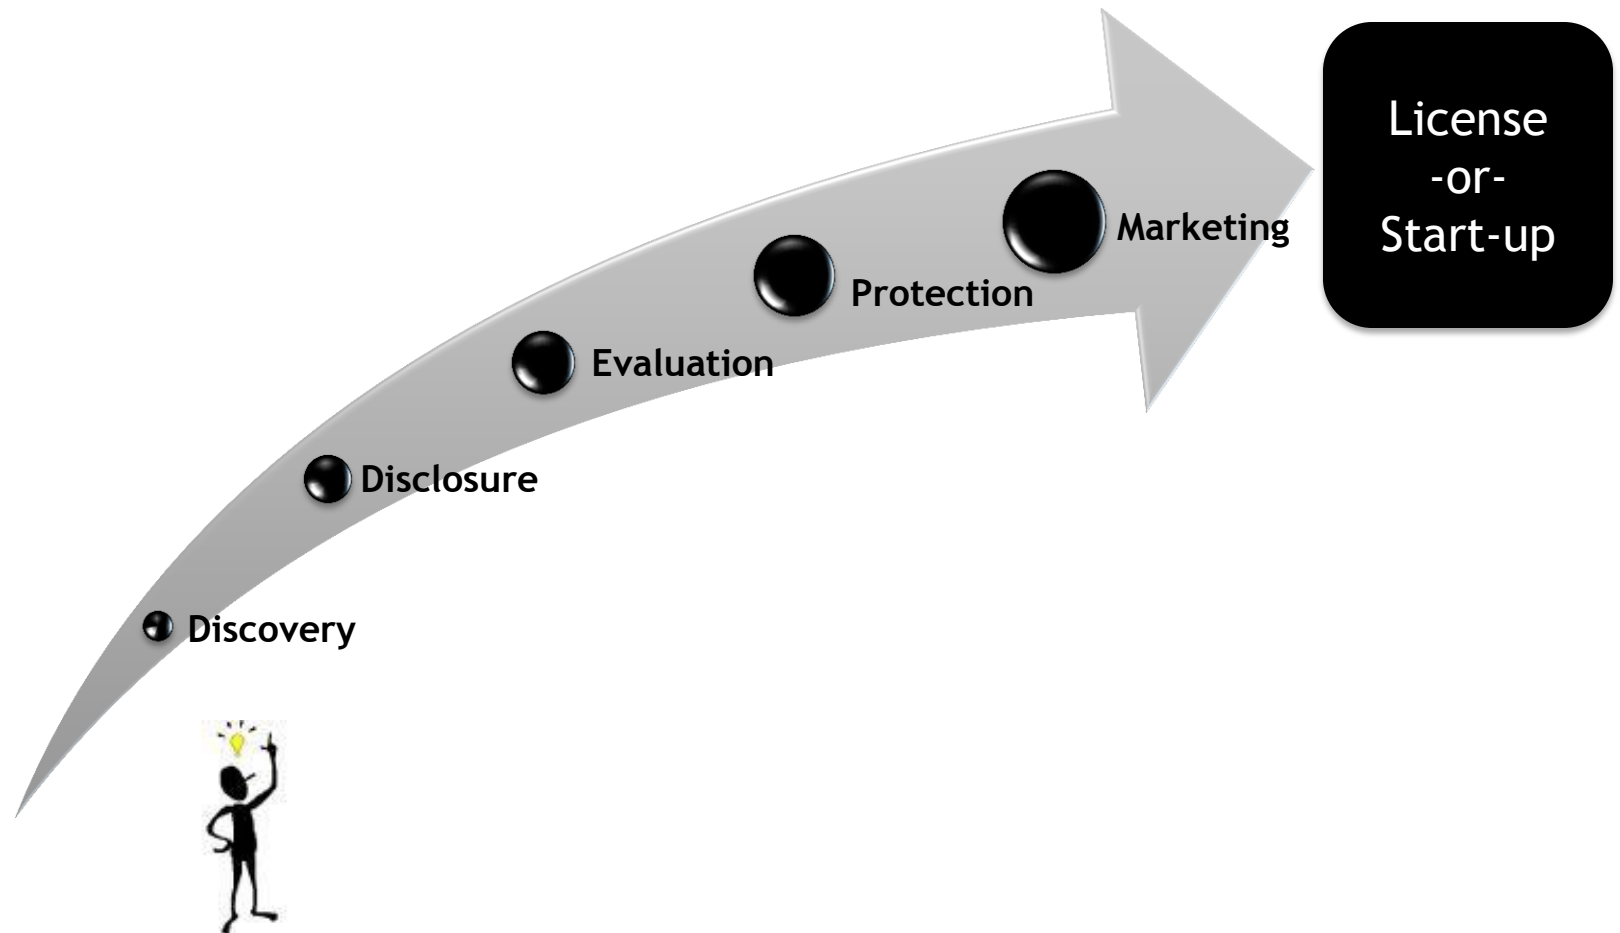 License
-or-
Start-up
Marketing
Protection
Evaluation
Disclosure
Discovery